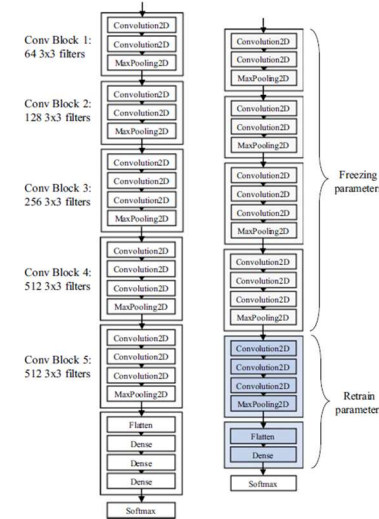 Conv Block 1:
64 3x3 filters
Convolution2D
Convolution2D
MaxPooling2D
Conv Block 2:
128 3x3 filters
Convolution2D
Convolution2D
MaxPooling2D
Conv Block 3:
256 3x3 filters
Convolution2D
Convolution2D
Convolution2D
MaxPooling2D
Conv Block 4:
512 3x3 filters
Convolution2D
Convolution2D
Convolution2D
MaxPooling2D
Conv Block 5:
512 3x3 filters
Convolution2D
Convolution2D
Convolution2D
MaxPooling2D
Flatten
Dense
Dense
Dense
Softmax
Convolution2D
Convolution2D
MaxPooling2D
Convolution2D
Convolution2D
MaxPooling2D
Convolution2D
Convolution2D
Convolution2D
MaxPooling2D
Convolution2D
Convolution2D
Convolution2D
MaxPooling2D
Freezing
parameter
Convolution2D
Convolution2D
Convolution2D
MaxPooling2D
Flatten
Dense
Retrain
parameter
Softmax